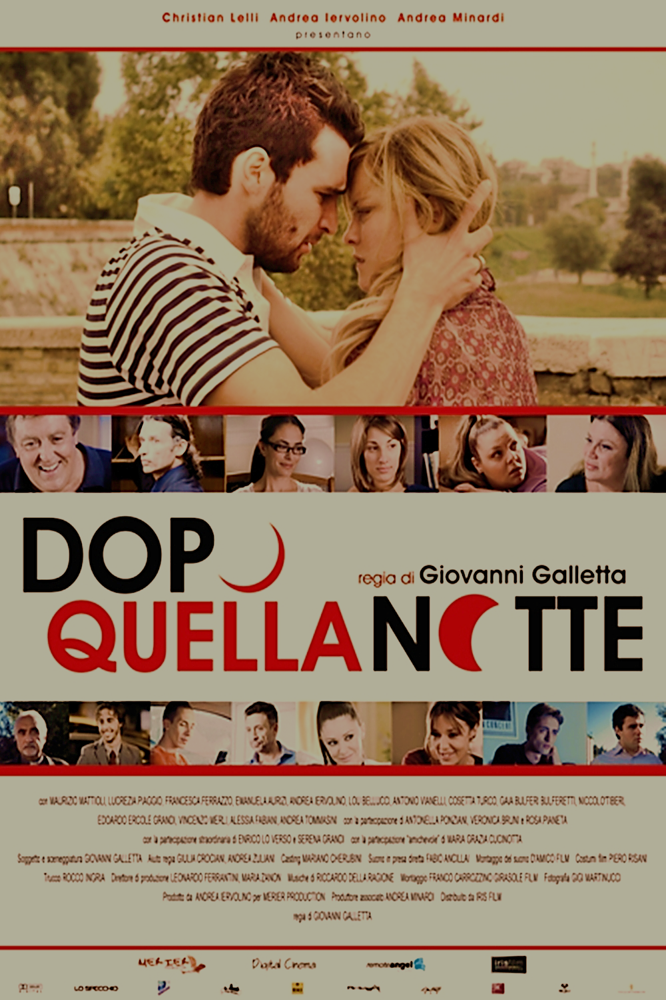 Christian Lelli Andrea Iervolino Andrea Minardi
presentano
DOPO
regia di Giovanni Galletta
QUELLA NOTTE
con MAURIZIO MATTIOLI, LUCREZIA PIAGGIO, FRANCESCA FERRAZZO, EMANUELA AURIZI, ANDREA IERVOLINO, LOU BELLUCCI, ANTONIO VIANELLI, COSETTA TURCO, GAIA BULFERI BULFERETTI, NICCOLO TIBERI,
EDOARDO ERCOLE GRANDI, VINCENZO MERLI, ALESSIA FABIANI, ANDREA TOMMASINI con la partecipazione di ANTONELLA PONZIANI, VERONICA BRUNI e ROSA PIANETA
con la partecipazione straordinaria di ENRICO LO VERSO e SERENA GRANDI con la partecipazione "amichevole" di MARIA GRAZIA CUCINOTTA
Soggetto e sceneggiatura GIOVANNI GALLETTA Aiuto regia GIULIA CROCIANI, ANDREA ZULIANI Casting MARIANO CHERUBINI Suono in presa diretta FABIO ANCILLAI Montaggio del suono D'AMICO FILM Costumi film PIERO RISANI
Trucco ROCCO INGRIA Direttore di produzione LEONARDO FERRANTINI, MARIA ZANON Musiche di RICCARDO DELLA RAGIONE Montaggio FRANCO CARROZZINO GIRASOLE FILM Fotografia GIGI MARTINUCCI
Prodotto da ANDREA IERVOLINO per MERIER PRODUCTION Produttore associato ANDREA MINARDI Distribuito da IRIS FILM
regia di GIOVANNI GALLETTA
MERIER Digital Cinema remoteangel irisfilm
LO SPECCHIO